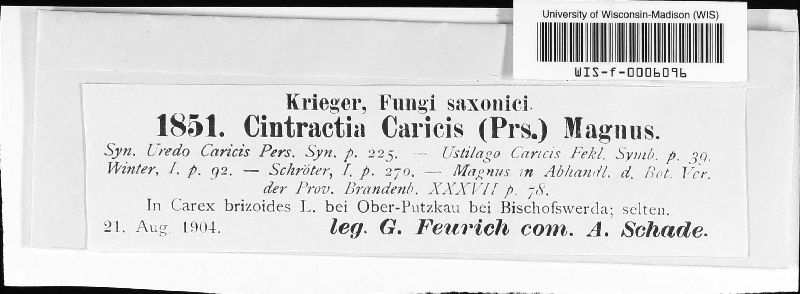 University of Wisconsin-Madison (WIS)
WIS-f-0006096
Krieger, Fungi saxonici.
1851. Cintractia Caricis (Prs.) Magnus.
Syn. Uredo Caricis Pers. Syn. p. 225. — Ustilago Caricis Fckl. Symb. p. 39.
Winter, I. p. 92. — Schröter, I. p. 270. — Magnus in Abhandl. d. Bot. Ver.
der Prov. Brandenb. XXXVII p. 78.
In Carex brizoides L. bei Ober-Putzkau bei Bischofswerda; selten.
21. Aug. 1904. leg. G. Feurich com. A. Schade.